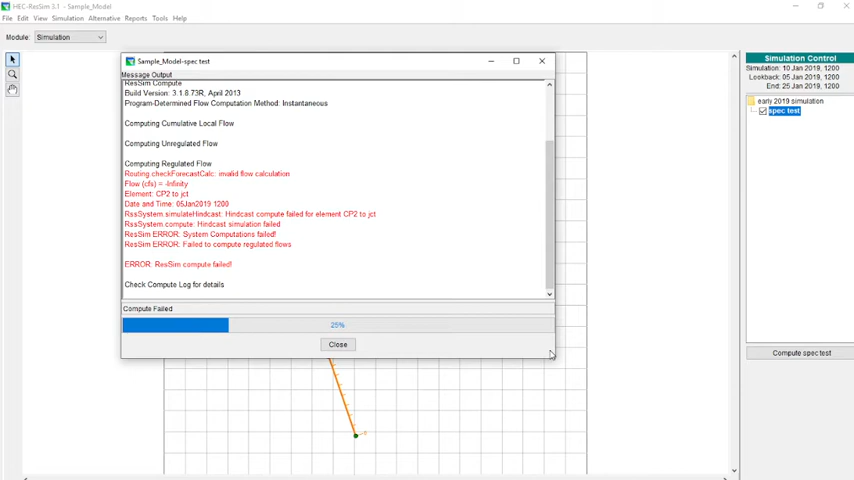 HEC-ResSim 3.1 - Sample_Model
File Edit View Simulation Alternative Reports Tools Help
Module: Simulation
Sample_Model-spec test
Message Output
ResSim Compute
Build Version: 3.1.8.73R, April 2013
Program-Determined Flow Computation Method: Instantaneous
Computing Cumulative Local Flow
Computing Unregulated Flow
Computing Regulated Flow
Routing.checkForecastCalc: invalid flow calculation
Flow (cfs) = -Infinity
Element: CP2 to jct
Date and Time: 05Jan2019 1200
RssSystem.simulateHindcast: Hindcast compute failed for element CP2 to jct
RssSystem.compute: Hindcast simulation failed
ResSim ERROR: System Computations failed!
ResSim ERROR: Failed to compute regulated flows
ERROR: ResSim compute failed!
Check Compute Log for details
Compute Failed
25%
Close
Simulation Control
Simulation: 10 Jan 2019, 1200
Lookback: 05 Jan 2019, 1200
End: 25 Jan 2019, 1200
early 2019 simulation
spec test
Compute spec test